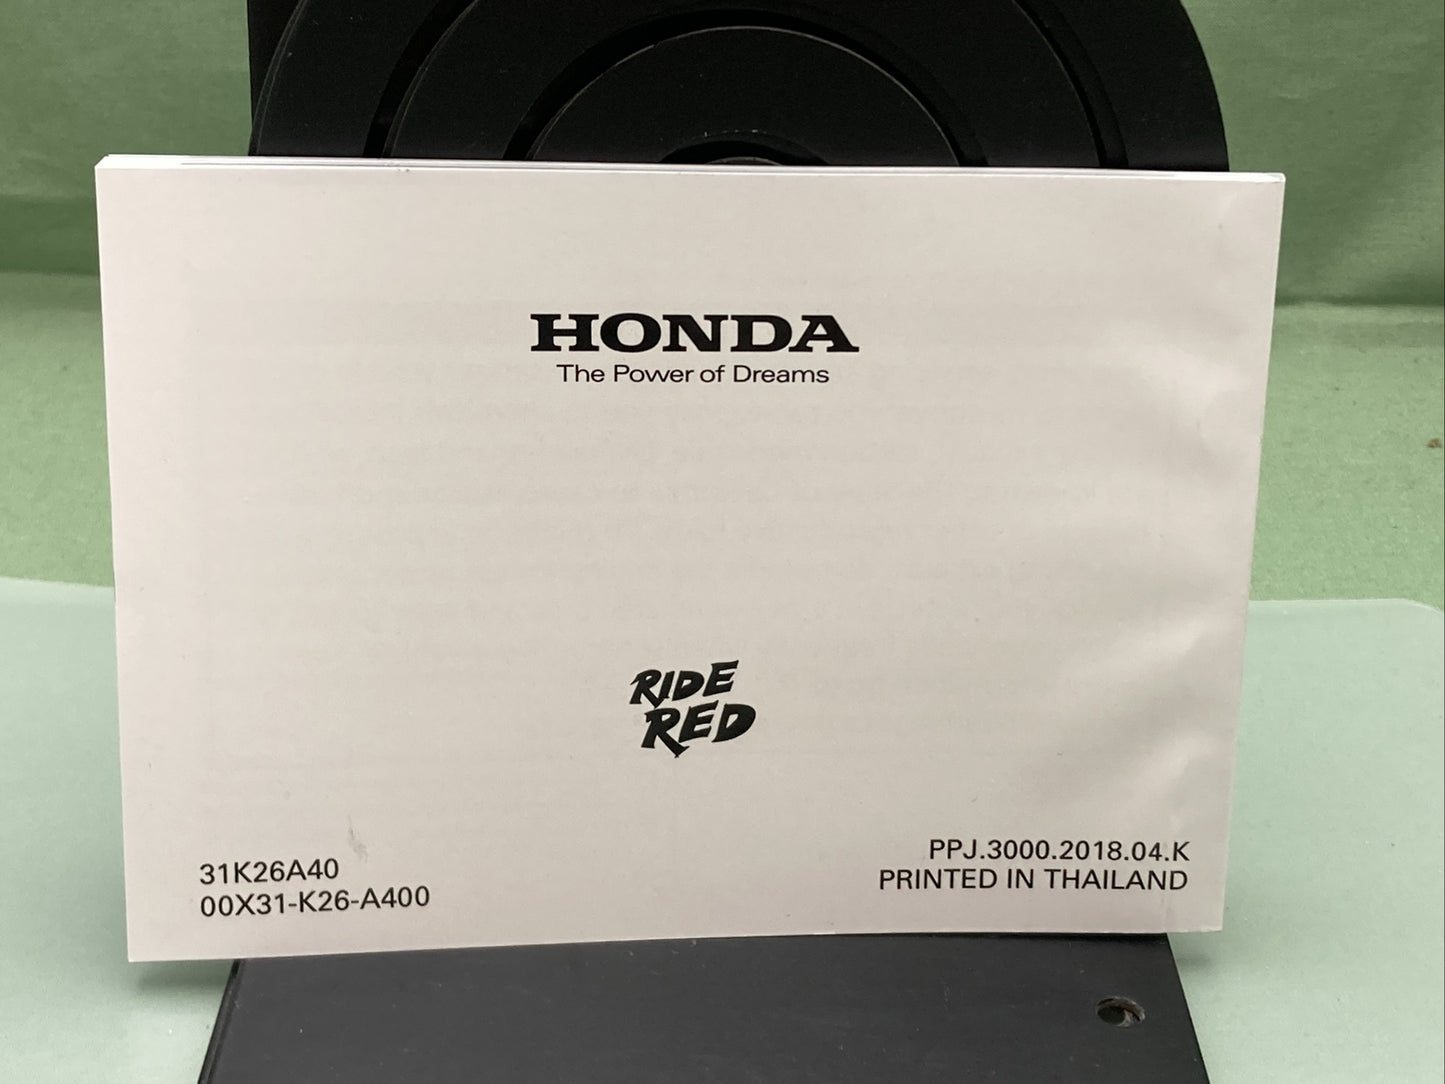 HONDA
The Power of Dreams
RIDE
RED
31K26A40
00X31-K26-A400
PPJ.3000.2018.04.K
PRINTED IN THAILAND